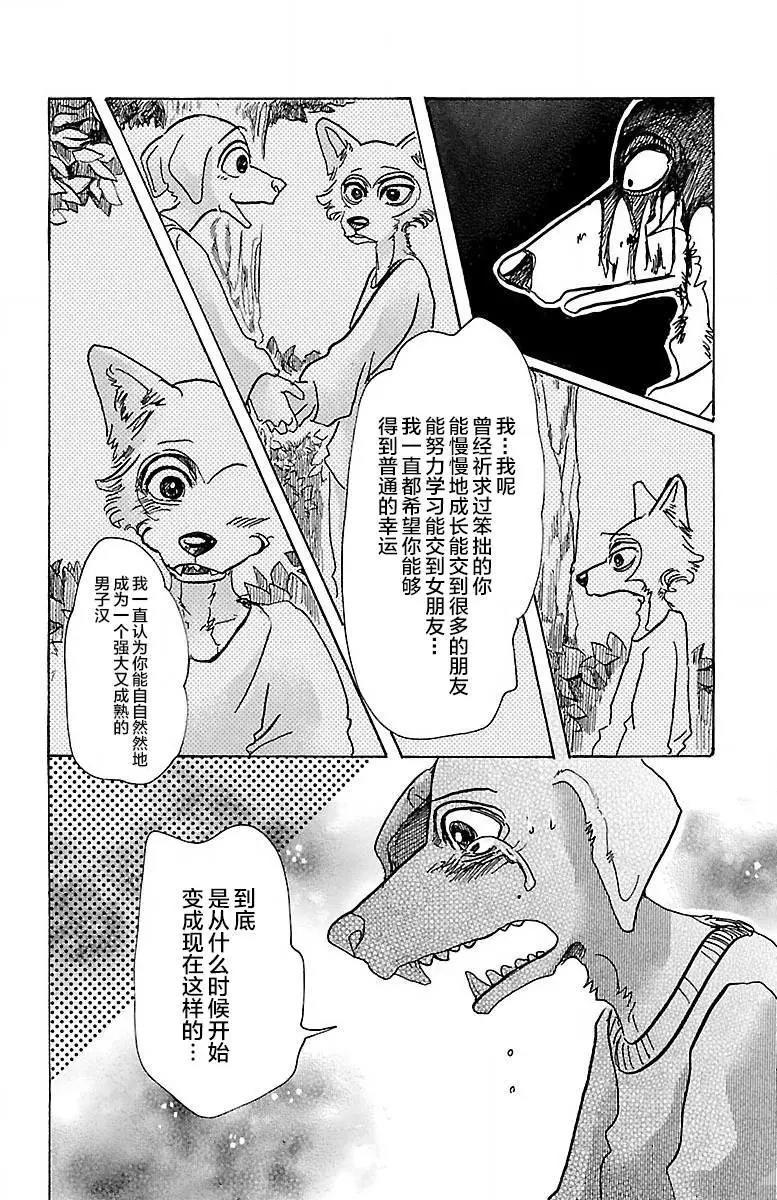 我…我呢
曾经祈求过笨拙的你
能慢慢地成长能交到很多的朋友
能努力学习能交到女朋友…
我一直都希望你能够
得到普通的幸运
我一直认为你能自自然然地
成为一个强大又成熟的
男子汉
到底
是从什么时候开始
变成现在这样的…